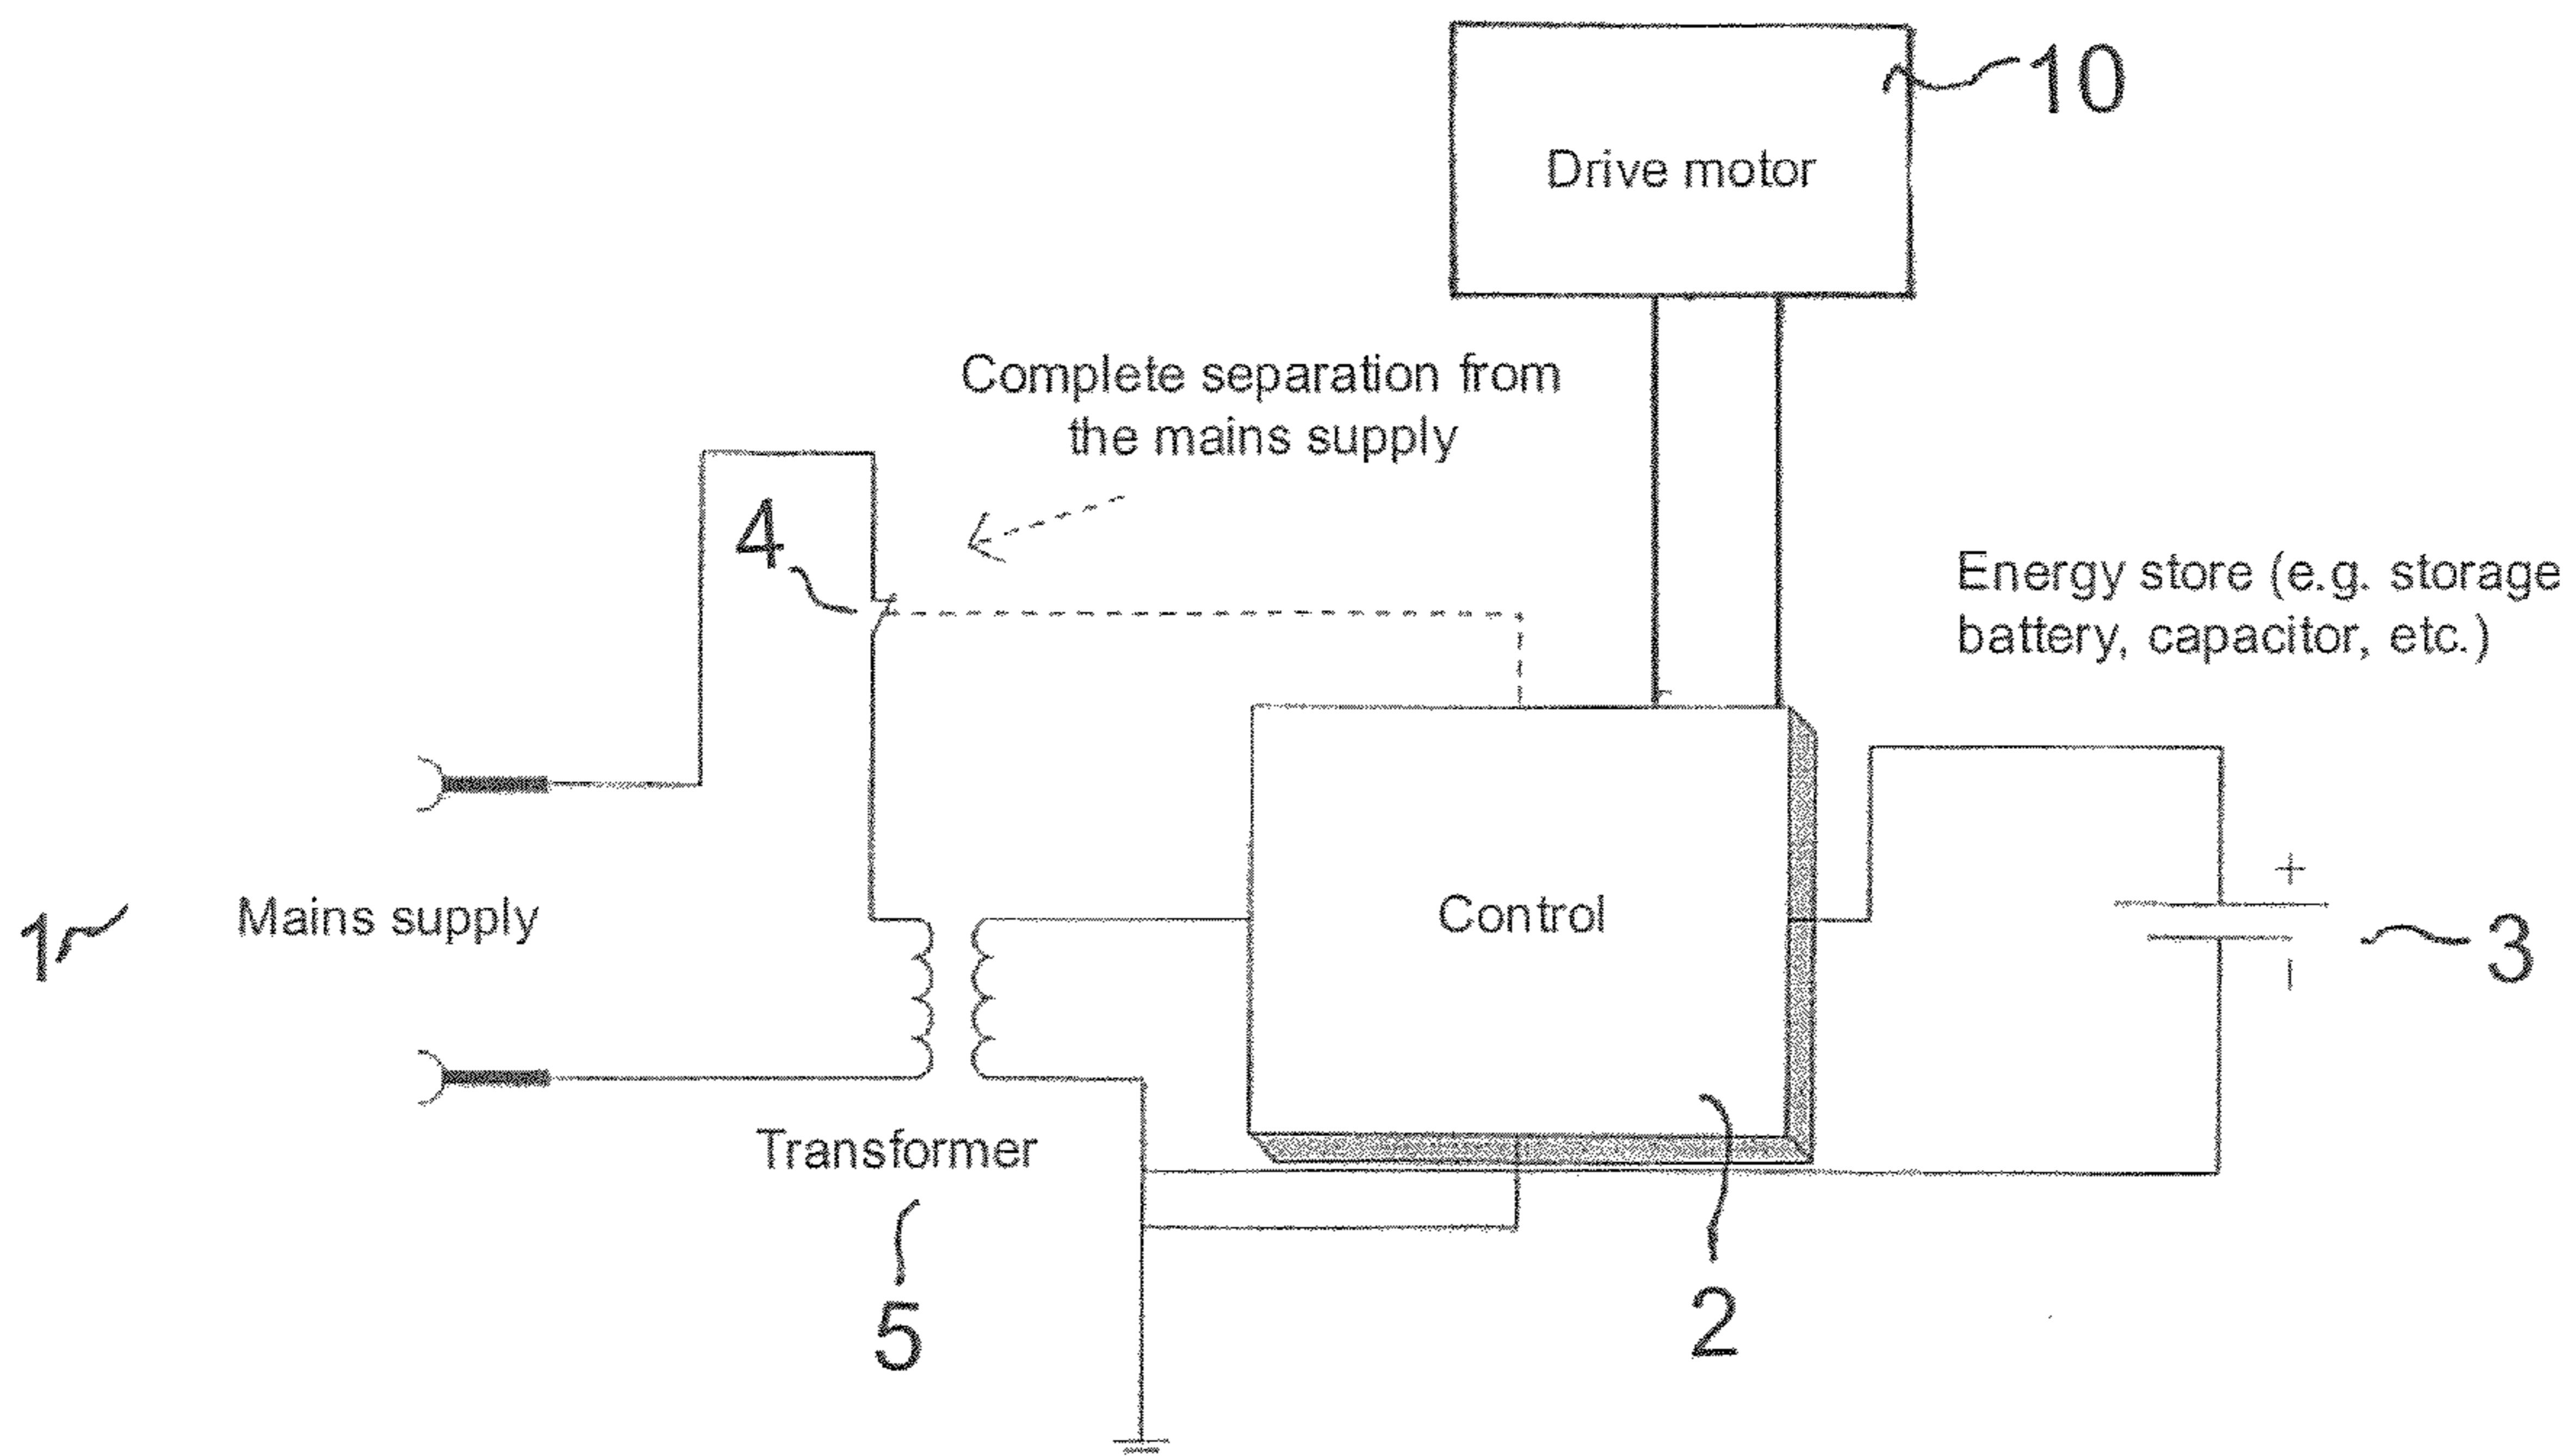 10
Drive motor
Complete separation from
the mains supply
4
Energy store (e.g. storage
battery, capacitor, etc.)
+
1
Mains supply
Control
3
–
Transformer
5
2